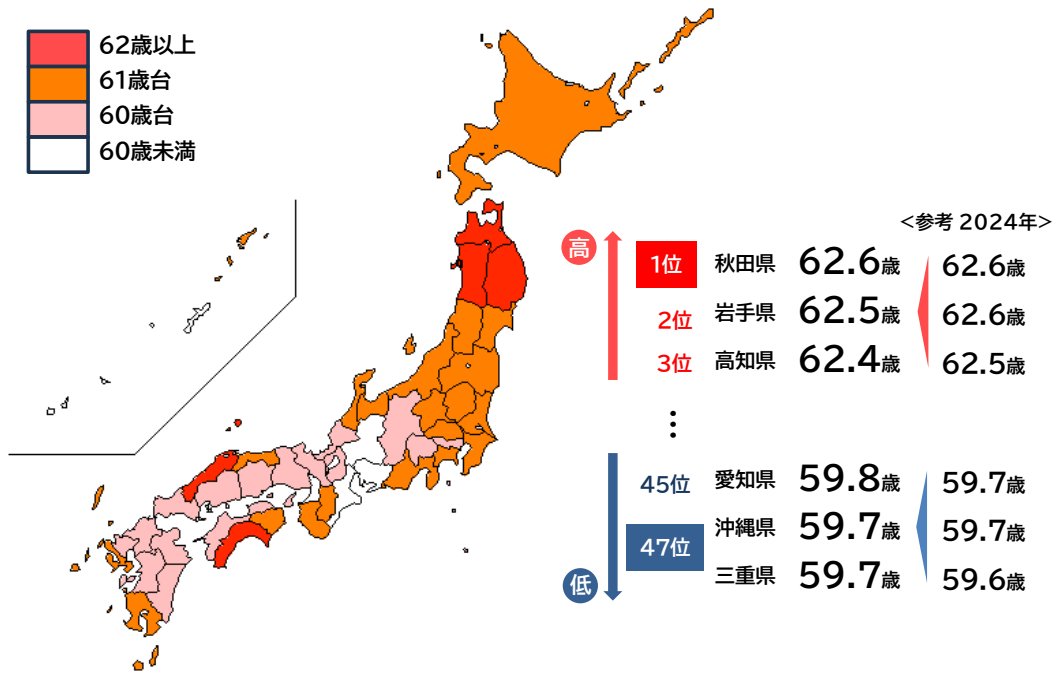 62歳以上
61歳台
60歳台
60歳未満
<参考 2024年>
高
1位 秋田県 62.6歳 62.6歳
2位 岩手県 62.5歳 62.6歳
3位 高知県 62.4歳 62.5歳
⋮
45位 愛知県 59.8歳 59.7歳
47位 沖縄県 59.7歳 59.7歳
三重県 59.7歳 59.6歳
低